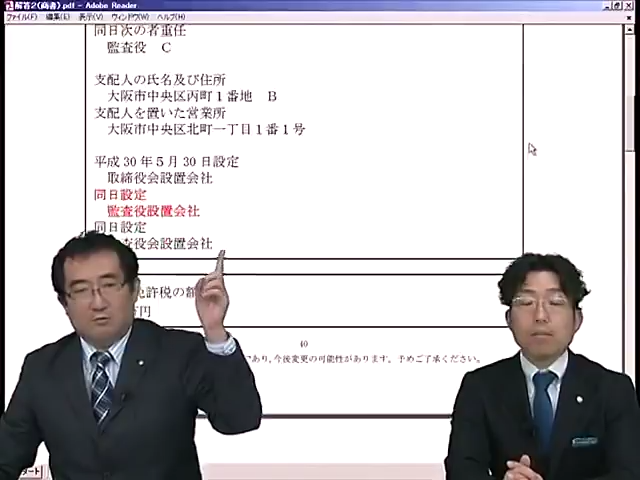 解答2(商書).pdf - Adobe Reader
ファイル(F) 編集(E) 表示(V) ウィンドウ(W) ヘルプ(H)
同日次の者重任
監査役 C
支配人の氏名及び住所
大阪市中央区丙町1番地 B
支配人を置いた営業所
大阪市中央区北町一丁目1番1号
平成30年5月30日設定
取締役会設置会社
同日設定
監査役設置会社
同日設定
査役会設置会社
免許税の額
円
40
あり、今後変更の可能性があります。予めご了承ください。